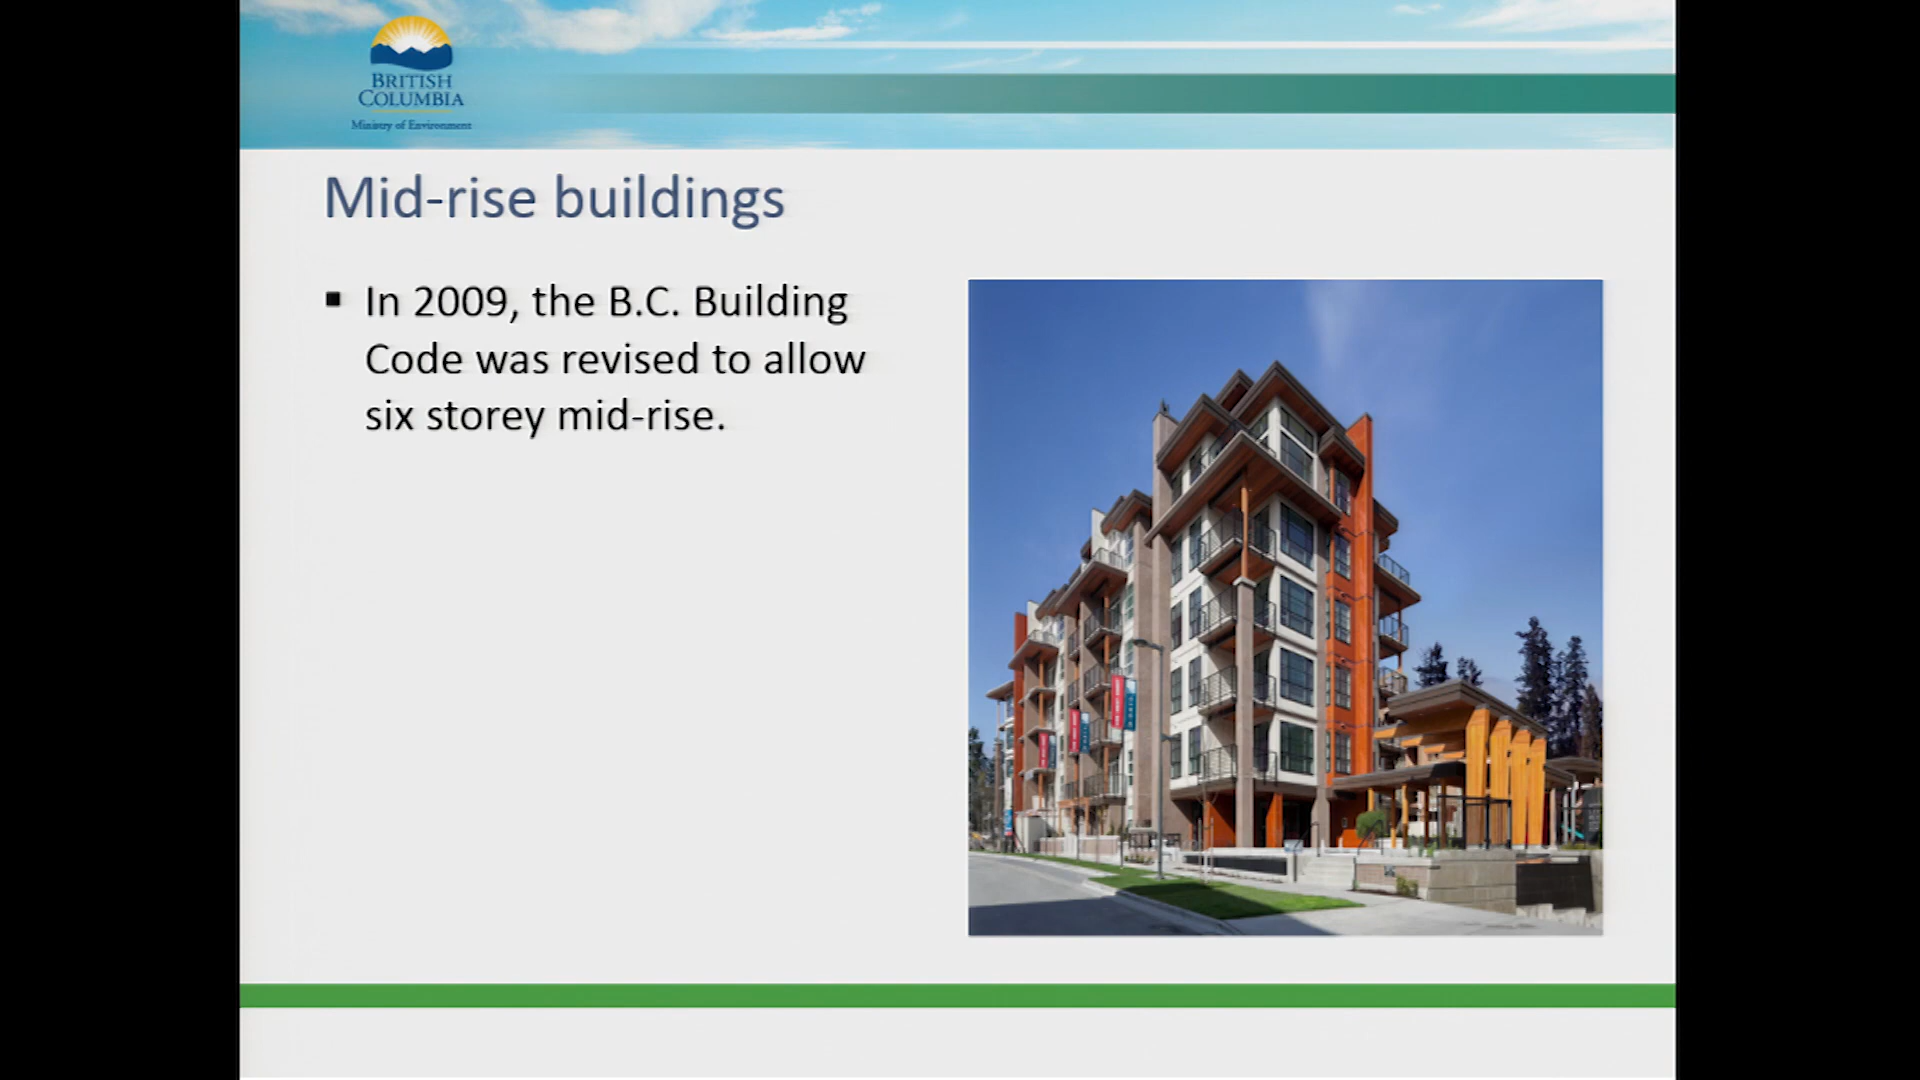 BRITISH
COLUMBIA
Ministry of Environment
Mid-rise buildings
▪ In 2009, the B.C. Building
Code was revised to allow
six storey mid-rise.